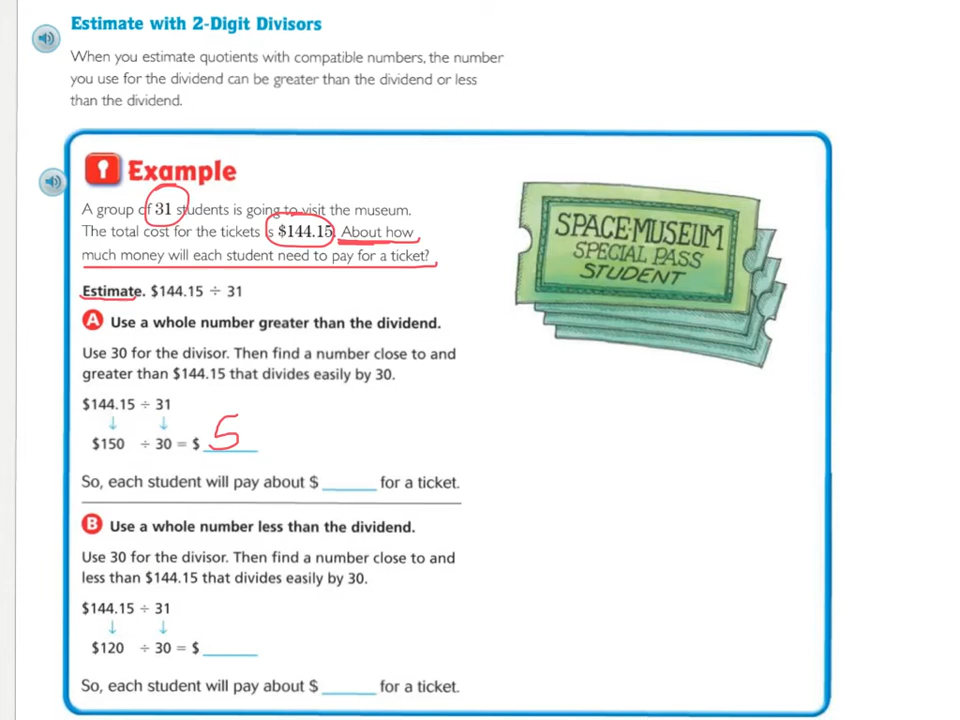 Estimate with 2-Digit Divisors
When you estimate quotients with compatible numbers, the number
you use for the dividend can be greater than the dividend or less
than the dividend.
Example
A group of 31 students is going to visit the museum.
The total cost for the tickets is $144.15. About how
much money will each student need to pay for a ticket?
Estimate. $144.15 ÷ 31
A Use a whole number greater than the dividend.
Use 30 for the divisor. Then find a number close to and
greater than $144.15 that divides easily by 30.
$144.15 ÷ 31
↓ ↓
$150 ÷ 30 = $ 5
So, each student will pay about $ ____ for a ticket.
B Use a whole number less than the dividend.
Use 30 for the divisor. Then find a number close to and
less than $144.15 that divides easily by 30.
$144.15 ÷ 31
↓ ↓
$120 ÷ 30 = $ ____
So, each student will pay about $ ____ for a ticket.
SPACE·MUSEUM
SPECIAL PASS
STUDENT